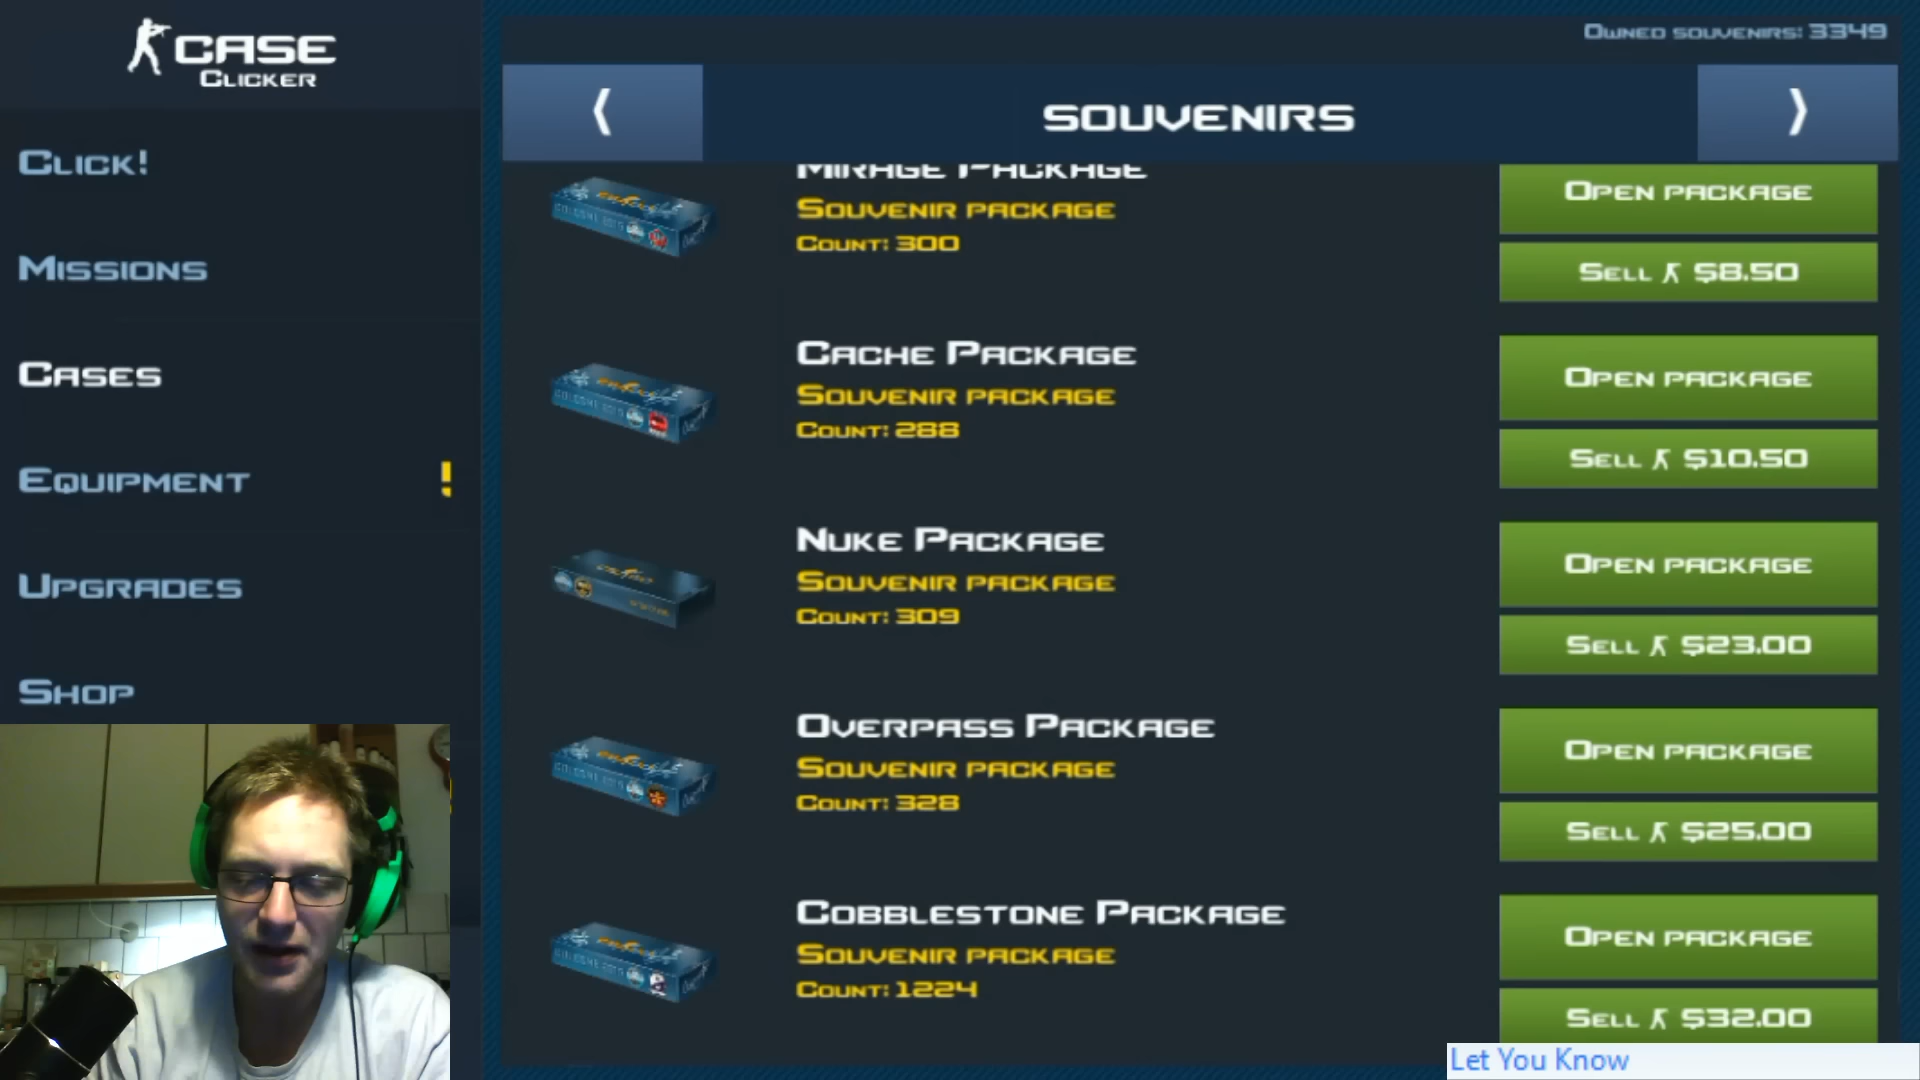 CASE
CLICKER
CLICK!
MISSIONS
CASES
EQUIPMENT !
UPGRADES
SHOP
OWNED SOUVENIRS: 3349
⟨ SOUVENIRS ⟩
MIRAGE PACKAGE
SOUVENIR PACKAGE
COUNT: 300
OPEN PACKAGE
SELL $8.50
CACHE PACKAGE
SOUVENIR PACKAGE
COUNT: 288
OPEN PACKAGE
SELL $10.50
NUKE PACKAGE
SOUVENIR PACKAGE
COUNT: 309
OPEN PACKAGE
SELL $23.00
OVERPASS PACKAGE
SOUVENIR PACKAGE
COUNT: 328
OPEN PACKAGE
SELL $25.00
COBBLESTONE PACKAGE
SOUVENIR PACKAGE
COUNT: 1224
OPEN PACKAGE
SELL $32.00
Let You Know